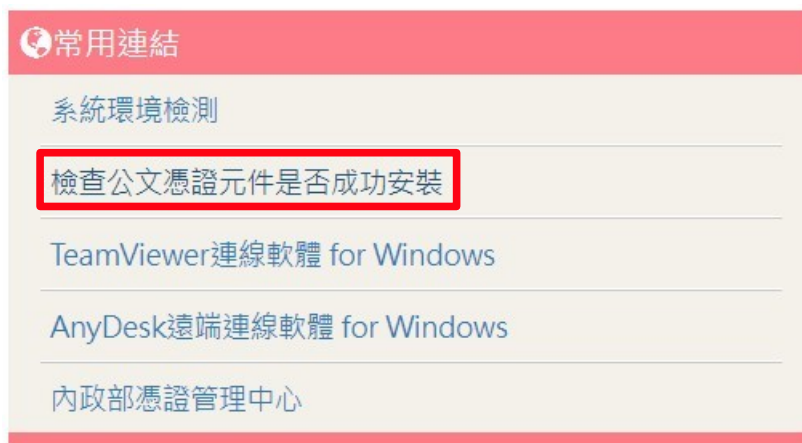 常用連結
系統環境檢測
檢查公文憑證元件是否成功安裝
TeamViewer連線軟體 for Windows
AnyDesk遠端連線軟體 for Windows
內政部憑證管理中心